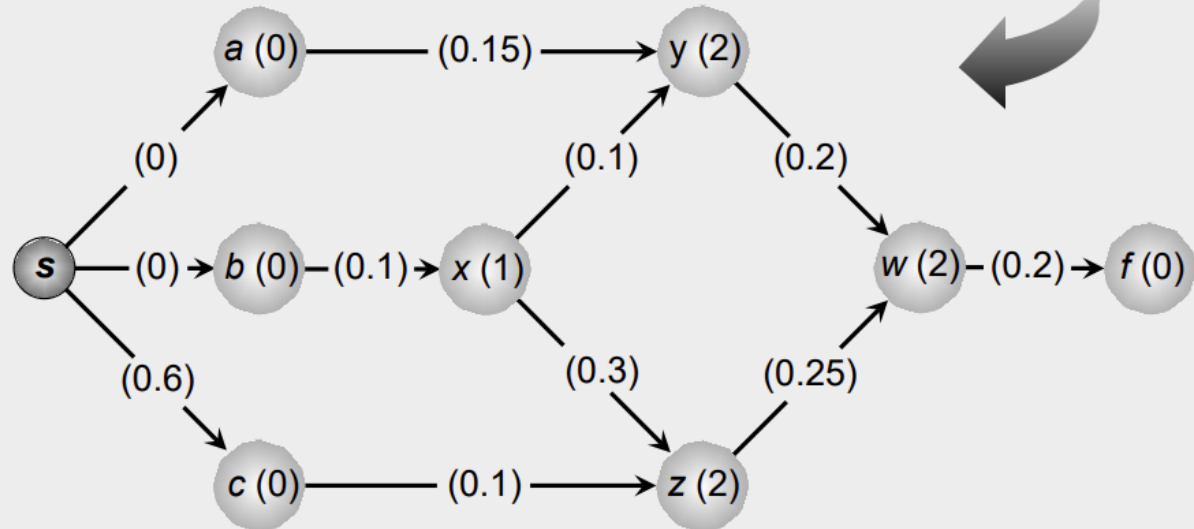 a (0) (0.15) y (2)
(0) (0.1) (0.2)
s (0) b (0) (0.1) x (1) w (2) (0.2) f (0)
(0.6) (0.3) (0.25)
c (0) (0.1) z (2)